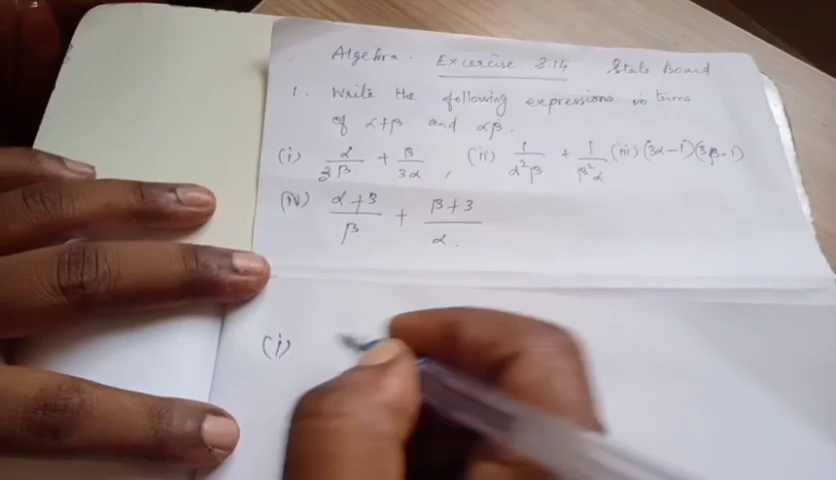 Algebra. Excercise 3.14 State Board.
1. Write the following expressions in terms
of α+β and αβ.
(i) α/3β + β/3α , (ii) 1/α²β + 1/β²α (iii) (3α-1)(3β-1)
(iv) α+3/β + β+3/α.
(i)